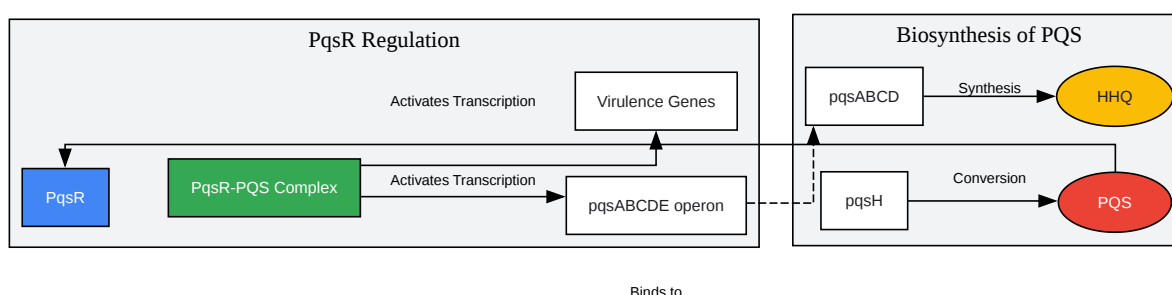 PqsR Regulation
Activates Transcription
Virulence Genes
PqsR
PqsR-PQS Complex
Activates Transcription
pqsABCDE operon
Biosynthesis of PQS
pqsABCD
Synthesis
HHQ
pqsH
Conversion
PQS
Binds to